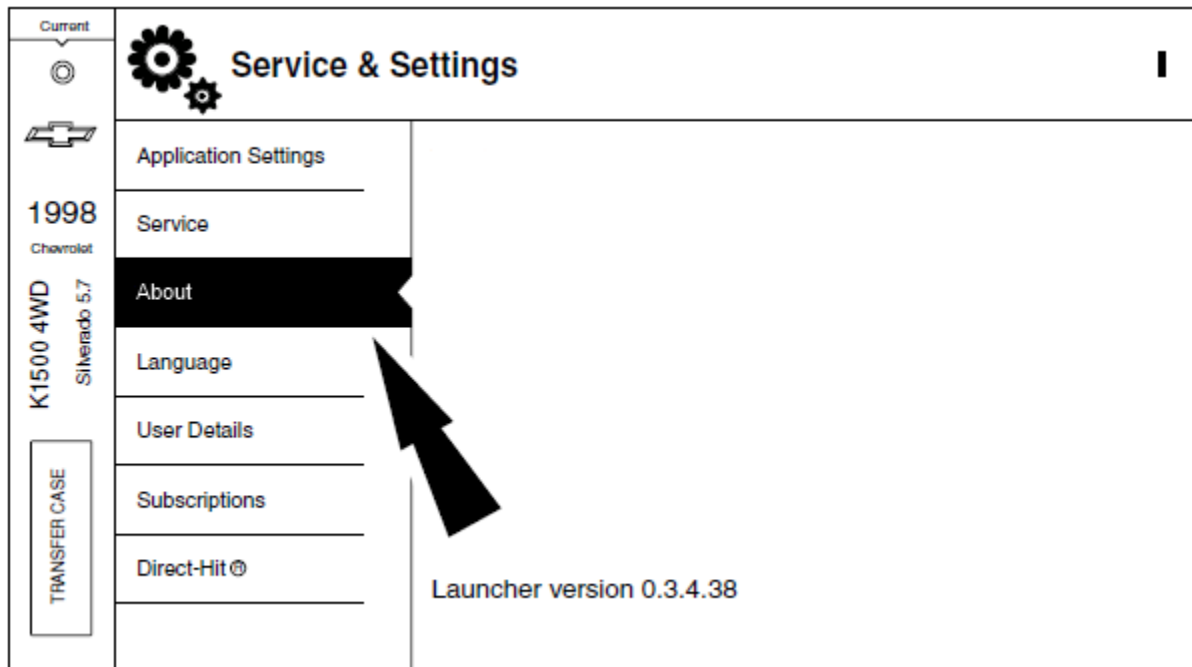 Current
1998
Chevrolet
K1500 4WD
Silverado 5.7
TRANSFER CASE
Service & Settings
Application Settings
Service
About
Language
User Details
Subscriptions
Direct-Hit®
Launcher version 0.3.4.38